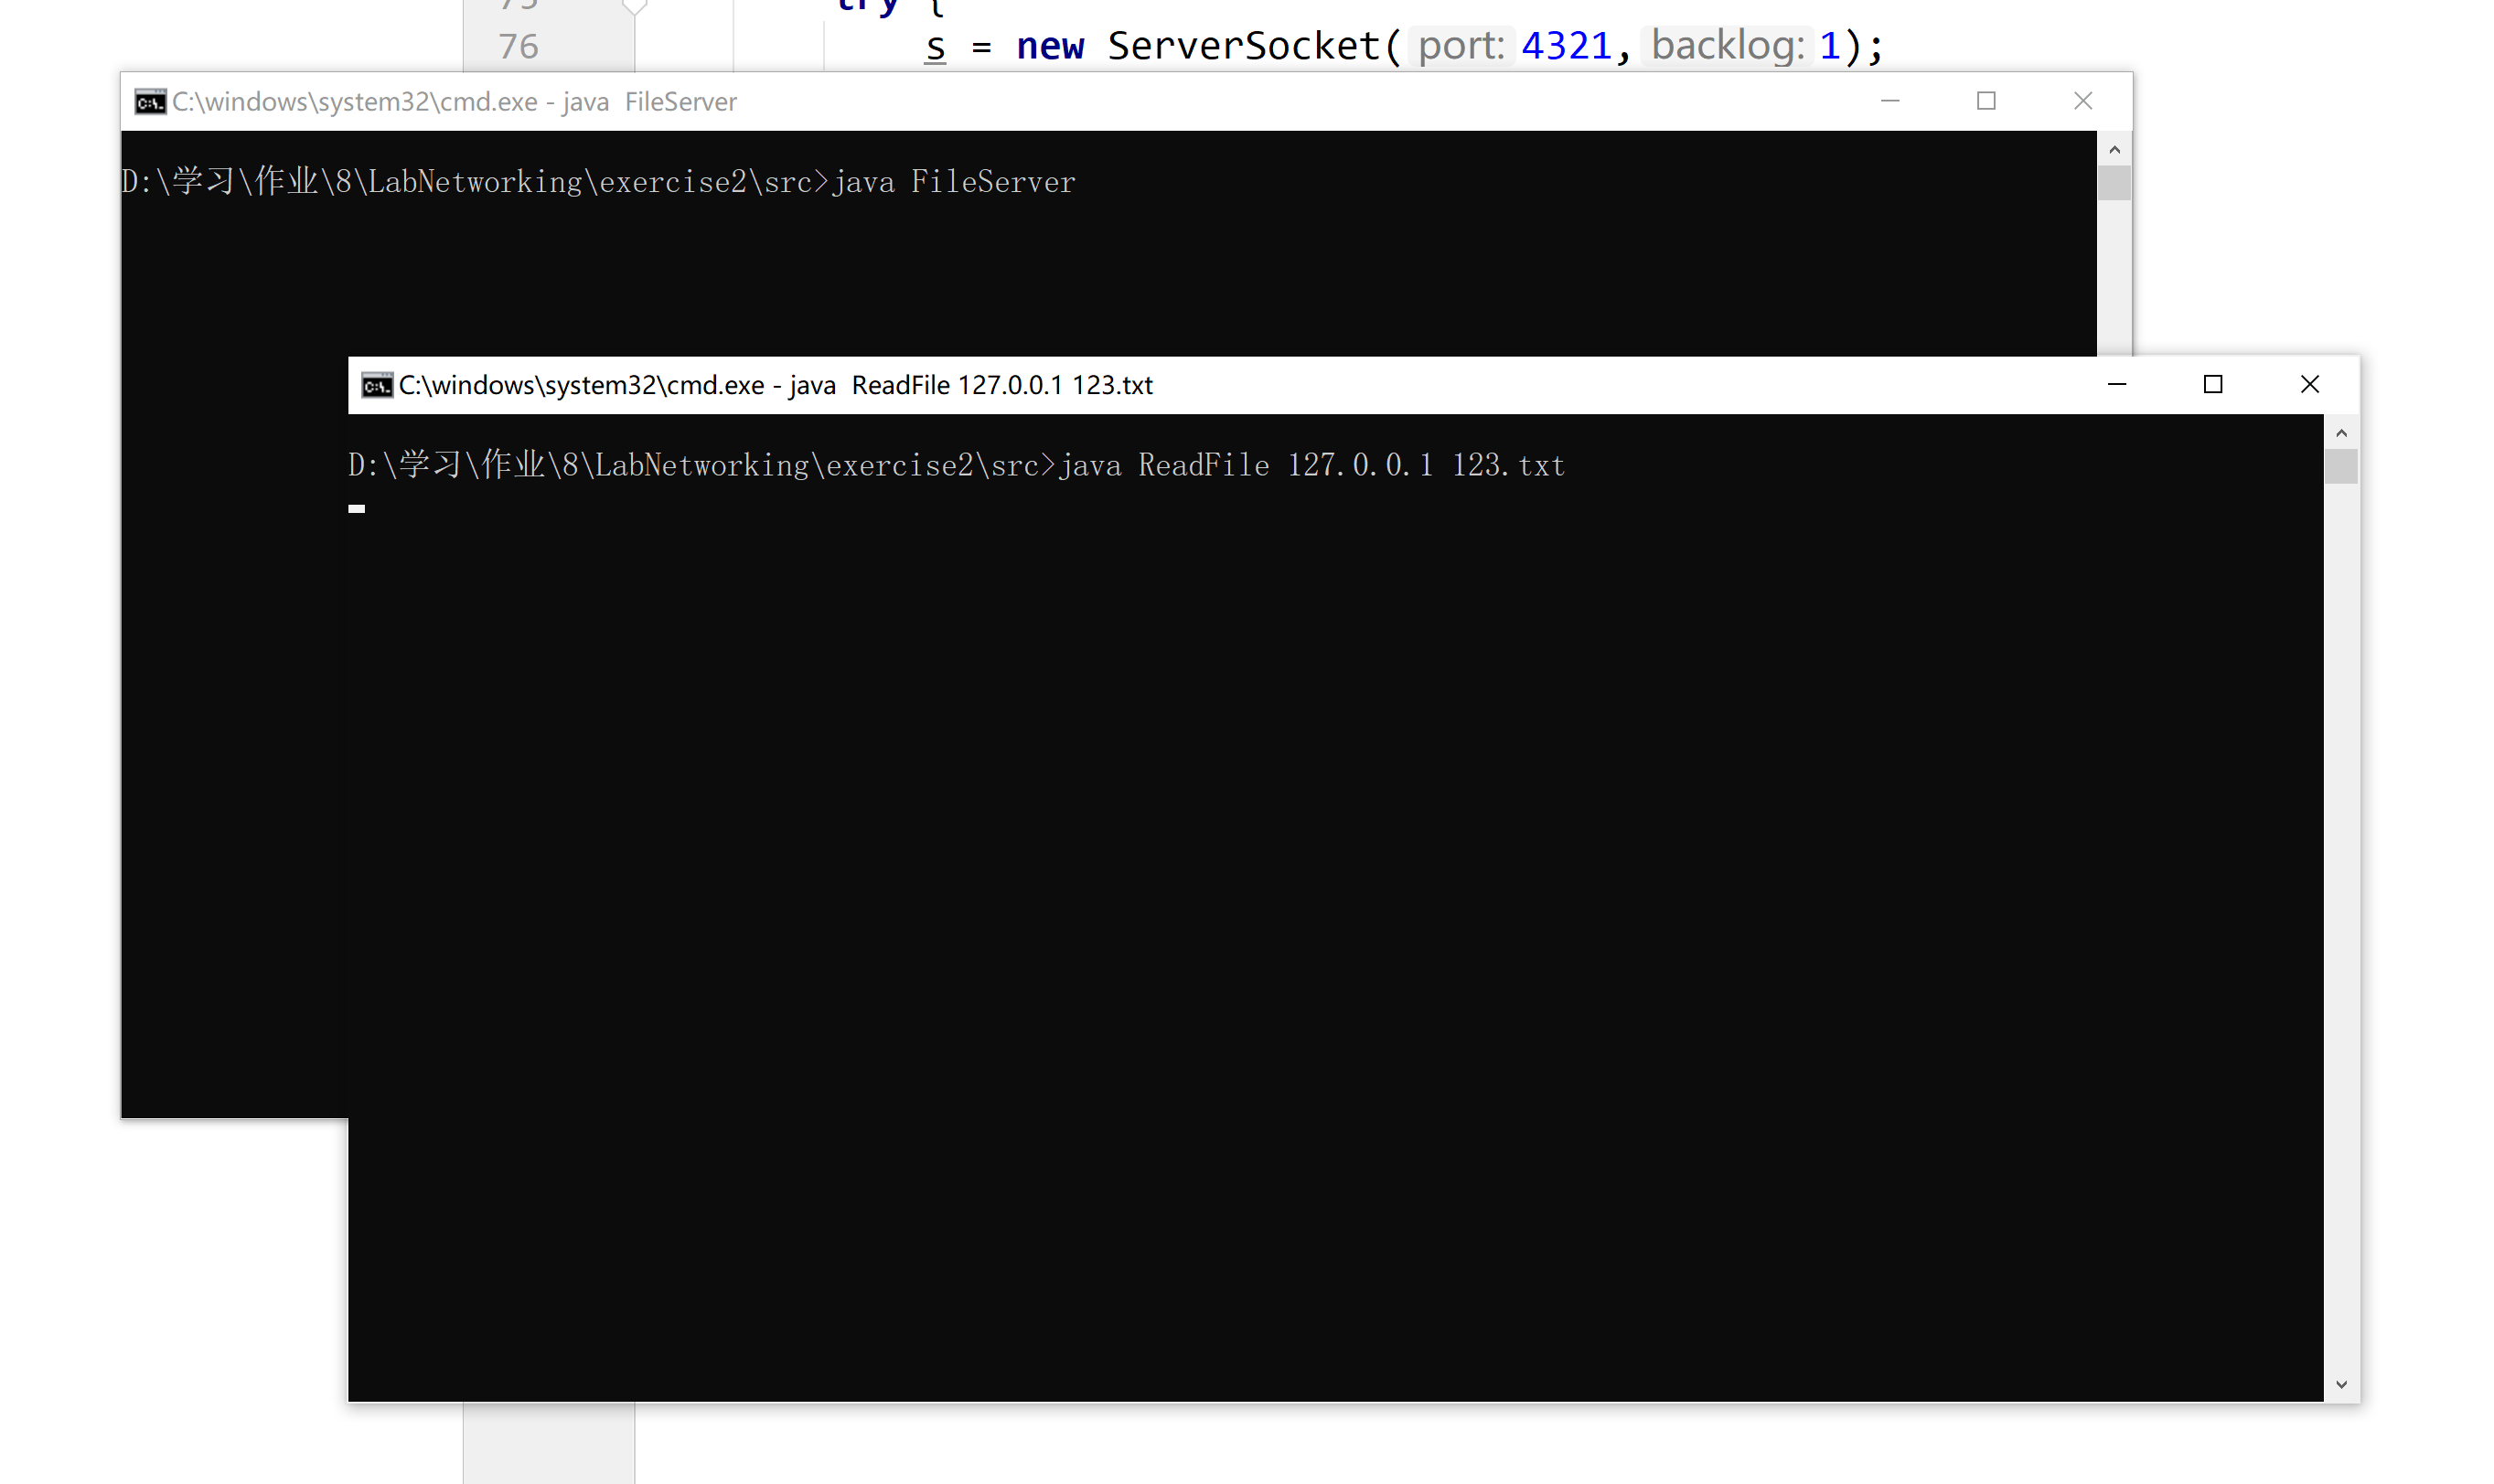 75 try {
76 s = new ServerSocket( port: 4321, backlog: 1);
C:\windows\system32\cmd.exe - java  FileServer
D:\学习\作业\8\LabNetworking\exercise2\src>java FileServer
C:\windows\system32\cmd.exe - java  ReadFile 127.0.0.1 123.txt
D:\学习\作业\8\LabNetworking\exercise2\src>java ReadFile 127.0.0.1 123.txt